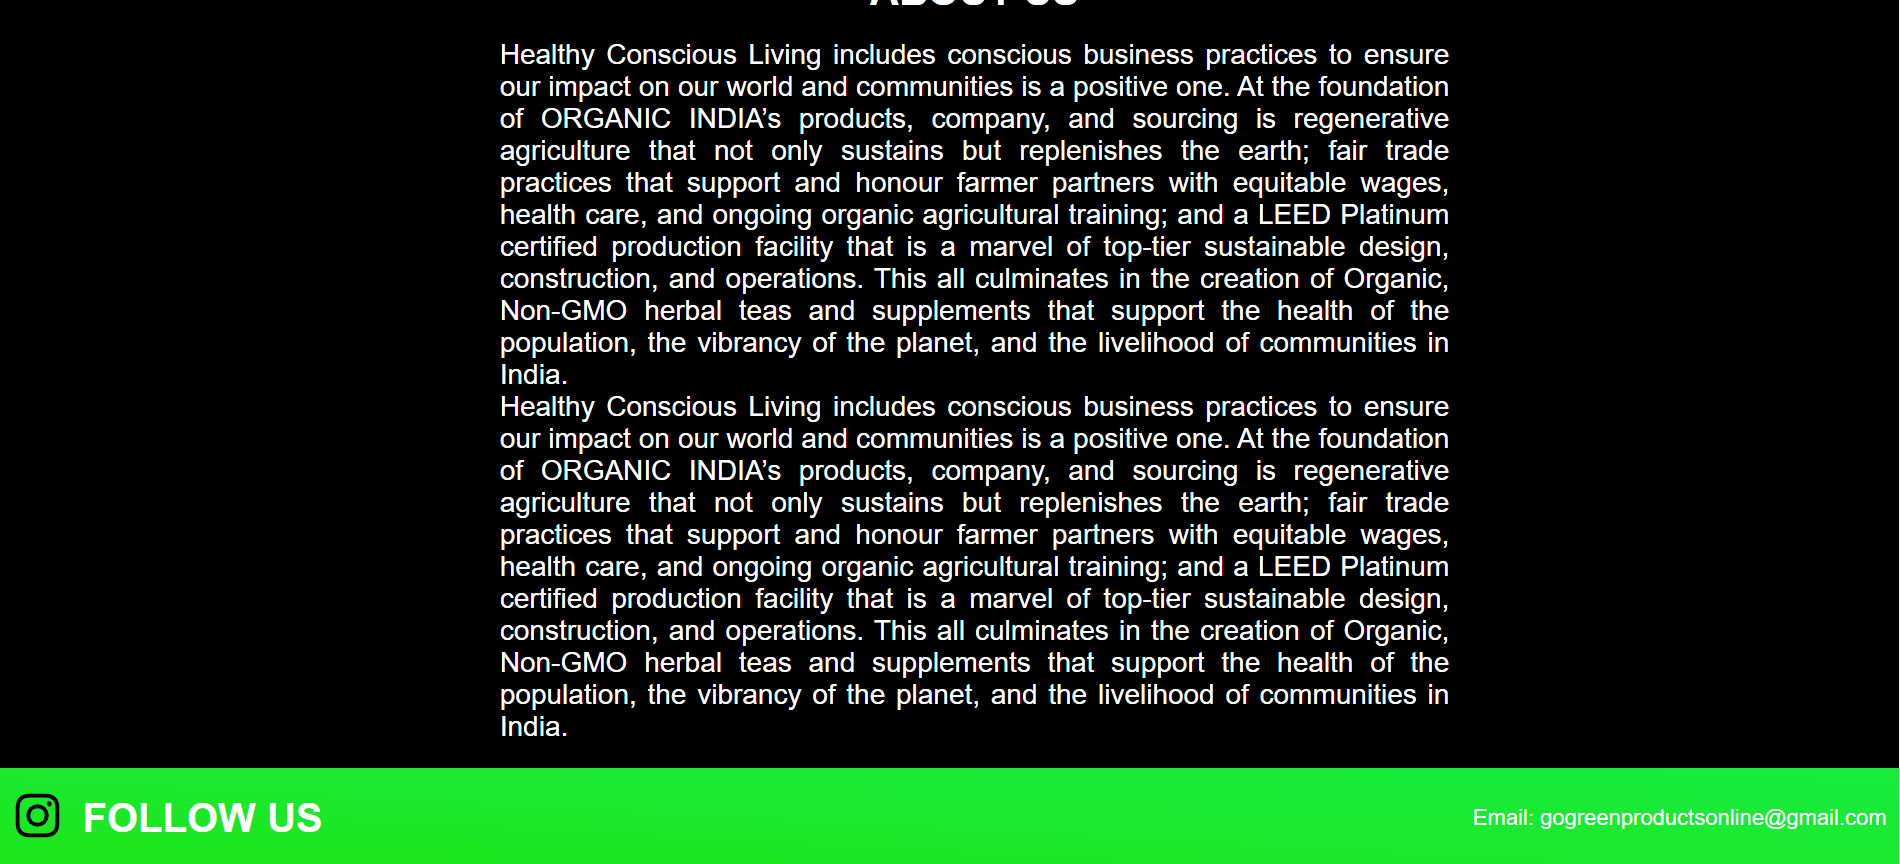 ABOUT US
Healthy Conscious Living includes conscious business practices to ensure
our impact on our world and communities is a positive one. At the foundation
of ORGANIC INDIA’s products, company, and sourcing is regenerative
agriculture that not only sustains but replenishes the earth; fair trade
practices that support and honour farmer partners with equitable wages,
health care, and ongoing organic agricultural training; and a LEED Platinum
certified production facility that is a marvel of top-tier sustainable design,
construction, and operations. This all culminates in the creation of Organic,
Non-GMO herbal teas and supplements that support the health of the
population, the vibrancy of the planet, and the livelihood of communities in
India.
Healthy Conscious Living includes conscious business practices to ensure
our impact on our world and communities is a positive one. At the foundation
of ORGANIC INDIA’s products, company, and sourcing is regenerative
agriculture that not only sustains but replenishes the earth; fair trade
practices that support and honour farmer partners with equitable wages,
health care, and ongoing organic agricultural training; and a LEED Platinum
certified production facility that is a marvel of top-tier sustainable design,
construction, and operations. This all culminates in the creation of Organic,
Non-GMO herbal teas and supplements that support the health of the
population, the vibrancy of the planet, and the livelihood of communities in
India.
FOLLOW US
Email: gogreenproductsonline@gmail.com